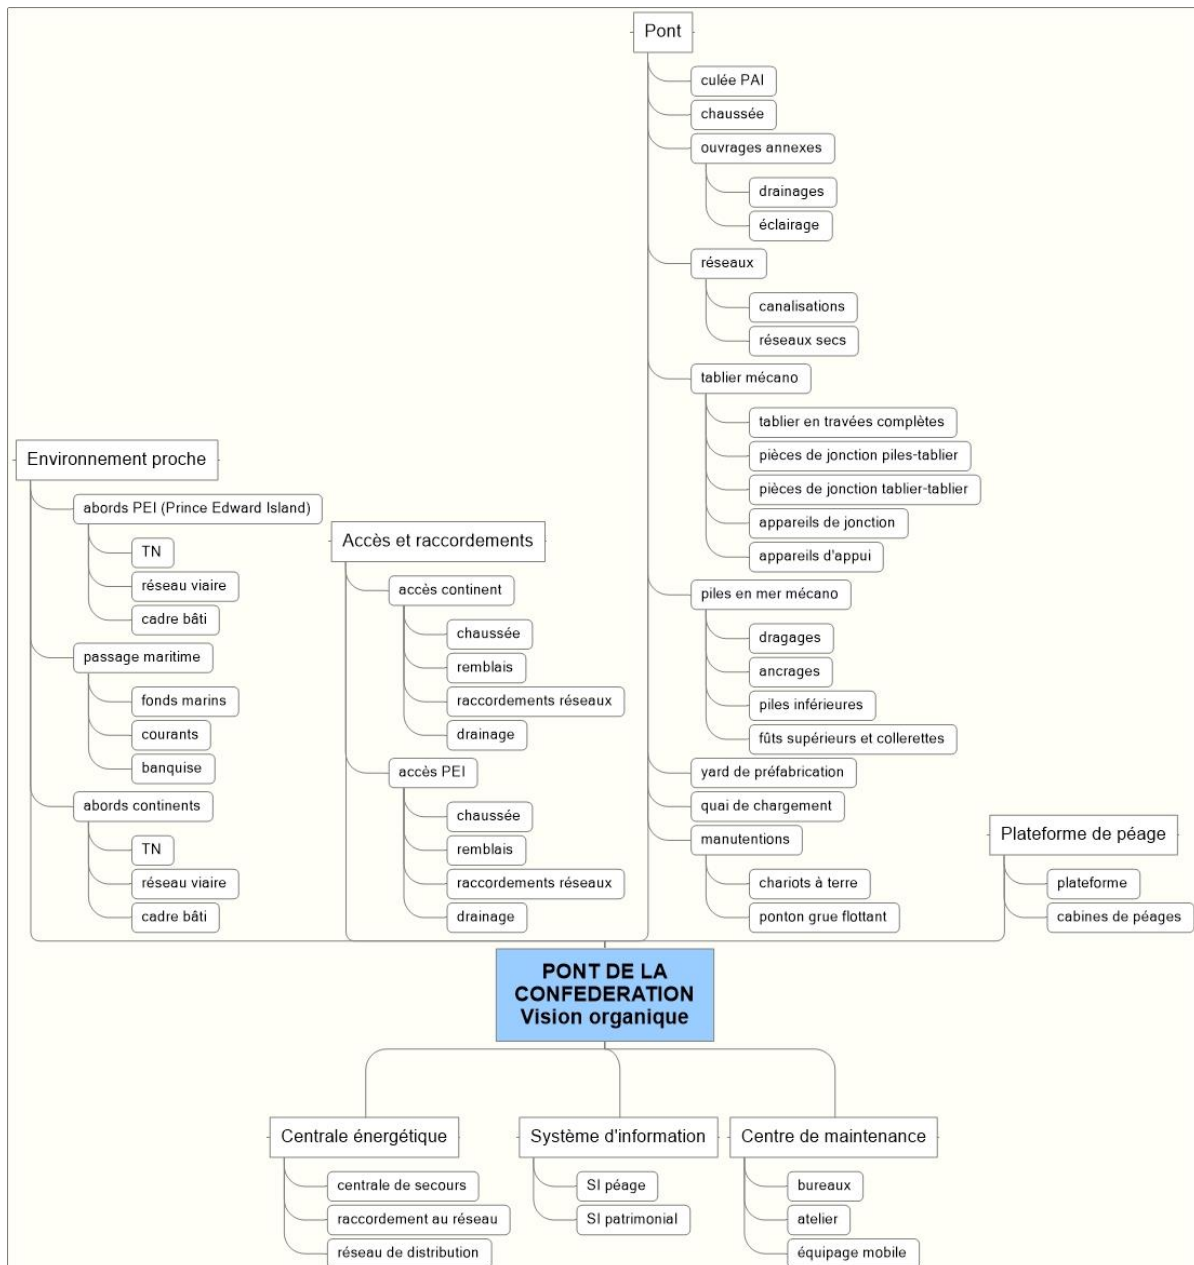 Pont
culée PAI
chaussée
ouvrages annexes
drainages
éclairage
réseaux
canalisations
réseaux secs
tablier mécano
tablier en travées complètes
pièces de jonction piles-tablier
pièces de jonction tablier-tablier
appareils de jonction
appareils d'appui
piles en mer mécano
dragages
ancrages
piles inférieures
fûts supérieurs et collerettes
yard de préfabrication
quai de chargement
manutentions
chariots à terre
ponton grue flottant
Environnement proche
abords PEI (Prince Edward Island)
TN
réseau viaire
cadre bâti
passage maritime
fonds marins
courants
banquise
abords continents
TN
réseau viaire
cadre bâti
Accès et raccordements
accès continent
chaussée
remblais
raccordements réseaux
drainage
accès PEI
chaussée
remblais
raccordements réseaux
drainage
Plateforme de péage
plateforme
cabines de péages
PONT DE LA
CONFEDERATION
Vision organique
Centrale énergétique
centrale de secours
raccordement au réseau
réseau de distribution
Système d'information
SI péage
SI patrimonial
Centre de maintenance
bureaux
atelier
équipage mobile